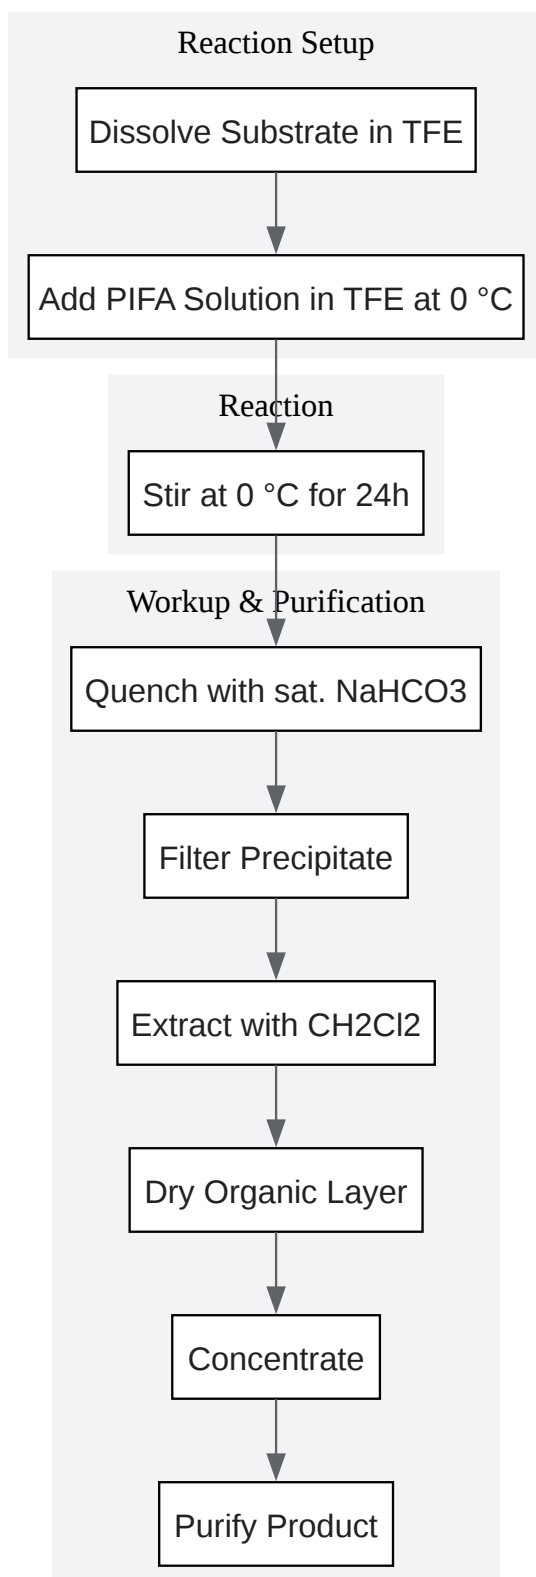 Reaction Setup
Dissolve Substrate in TFE
Add PIFA Solution in TFE at 0 °C
Reaction
Stir at 0 °C for 24h
Workup & Purification
Quench with sat. NaHCO3
Filter Precipitate
Extract with CH2Cl2
Dry Organic Layer
Concentrate
Purify Product